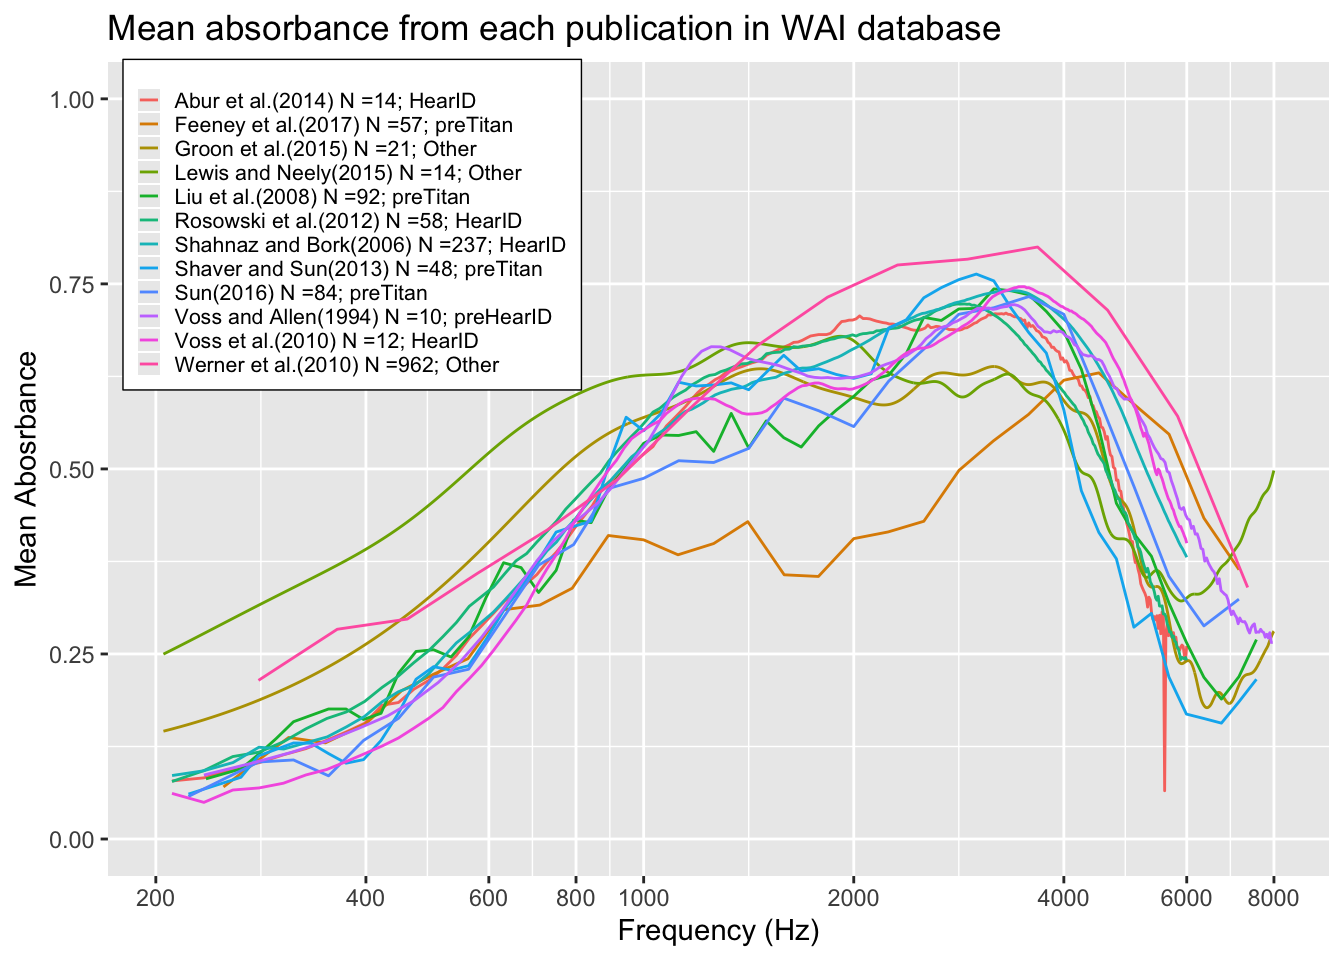 Mean absorbance from each publication in WAI database
Abur et al.(2014) N =14; HearID
Feeney et al.(2017) N =57; preTitan
Groon et al.(2015) N =21; Other
Lewis and Neely(2015) N =14; Other
Liu et al.(2008) N =92; preTitan
Rosowski et al.(2012) N =58; HearID
Shahnaz and Bork(2006) N =237; HearID
Shaver and Sun(2013) N =48; preTitan
Sun(2016) N =84; preTitan
Voss and Allen(1994) N =10; preHearID
Voss et al.(2010) N =12; HearID
Werner et al.(2010) N =962; Other
1.00
0.75
0.50
0.25
0.00
Mean Abosrbance
200 400 600 800 1000 2000 4000 6000 8000
Frequency (Hz)